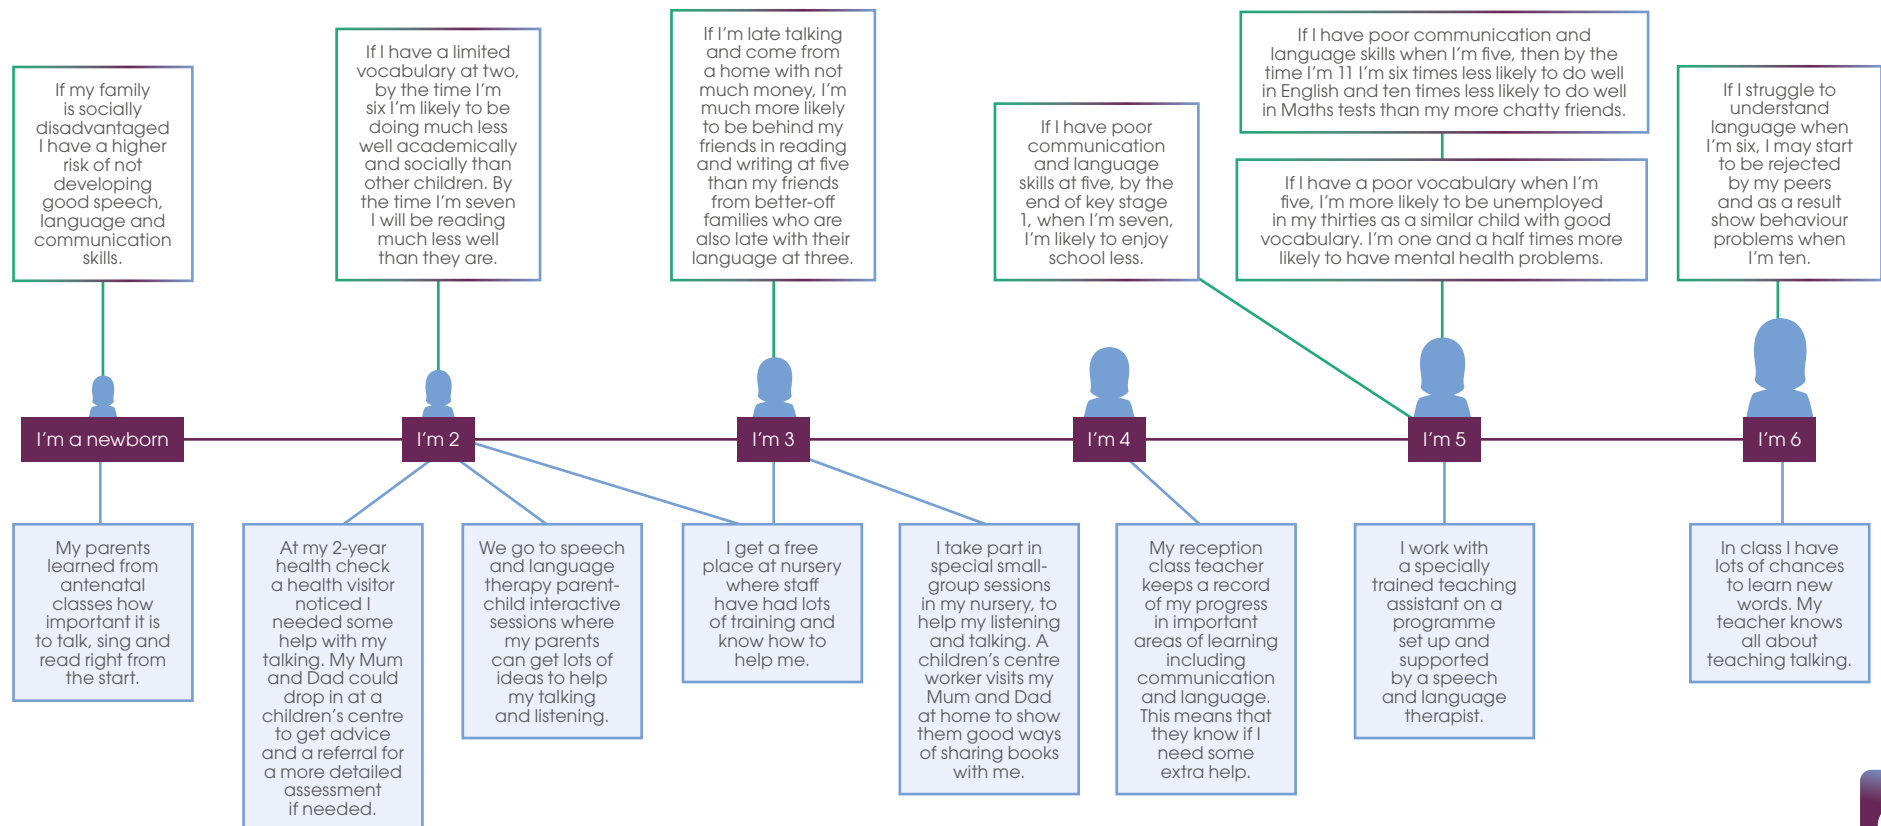 If my family
is socially
disadvantaged
I have a higher
risk of not
developing
good speech,
language and
communication
skills.
If I have a limited
vocabulary at two,
by the time I'm
six I'm likely to be
doing much less
well academically
and socially than
other children. By
the time I'm seven
I will be reading
much less well
than they are.
If I'm late talking
and come from
a home with not
much money, I'm
much more likely
to be behind my
friends in reading
and writing at five
than my friends
from better-off
families who are
also late with their
language at three.
If I have poor
communication
and language
skills at five, by the
end of key stage
1, when I'm seven,
I'm likely to enjoy
school less.
If I have poor communication and
language skills when I'm five, then by the
time I'm 11 I'm six times less likely to do well
in English and ten times less likely to do well
in Maths tests than my more chatty friends.
If I have a poor vocabulary when I'm
five, I'm more likely to be unemployed
in my thirties as a similar child with good
vocabulary. I'm one and a half times more
likely to have mental health problems.
If I struggle to
understand
language when
I'm six, I may start
to be rejected
by my peers
and as a result
show behaviour
problems when
I'm ten.
I'm a newborn
I'm 2
I'm 3
I'm 4
I'm 5
I'm 6
My parents
learned from
antenatal
classes how
important it is
to talk, sing and
read right from
the start.
At my 2-year
health check
a health visitor
noticed I
needed some
help with my
talking. My Mum
and Dad could
drop in at a
children's centre
to get advice
and a referral for
a more detailed
assessment
if needed.
We go to speech
and language
therapy parent-
child interactive
sessions where
my parents
can get lots of
ideas to help
my talking
and listening.
I get a free
place at nursery
where staff
have had lots
of training and
know how to
help me.
I take part in
special small-
group sessions
in my nursery, to
help my listening
and talking. A
children's centre
worker visits my
Mum and Dad
at home to show
them good ways
of sharing books
with me.
My reception
class teacher
keeps a record
of my progress
in important
areas of learning
including
communication
and language.
This means that
they know if I
need some
extra help.
I work with
a specially
trained teaching
assistant on a
programme
set up and
supported
by a speech
and language
therapist.
In class I have
lots of chances
to learn new
words. My
teacher knows
all about
teaching talking.